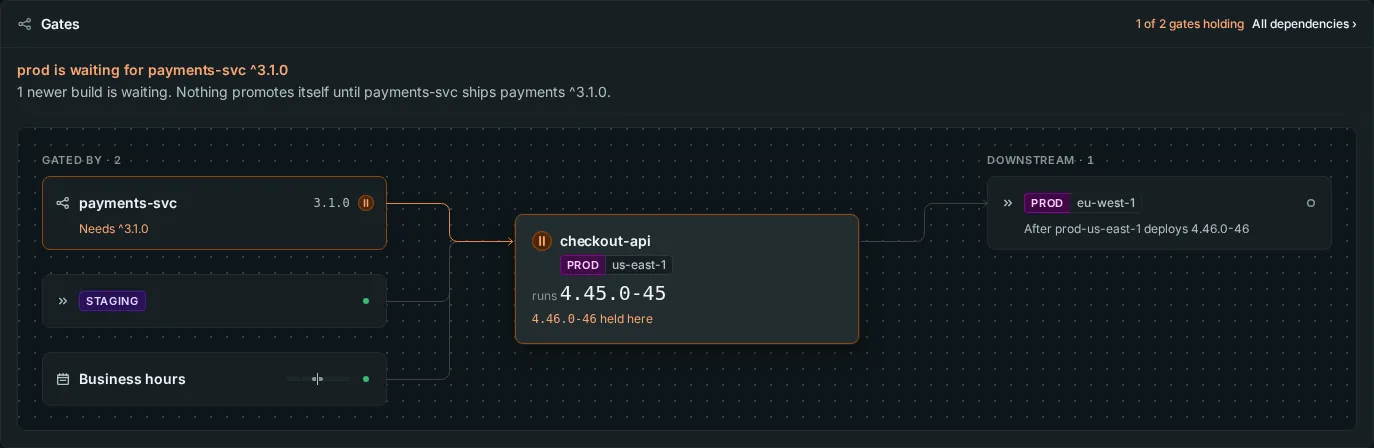 Gates
1 of 2 gates holding All dependencies ›
prod is waiting for payments-svc ^3.1.0
1 newer build is waiting. Nothing promotes itself until payments-svc ships payments ^3.1.0.
GATED BY · 2
payments-svc 3.1.0
Needs ^3.1.0
STAGING
Business hours
checkout-api
PROD us-east-1
runs 4.45.0-45
4.46.0-46 held here
DOWNSTREAM · 1
PROD eu-west-1
After prod-us-east-1 deploys 4.46.0-46